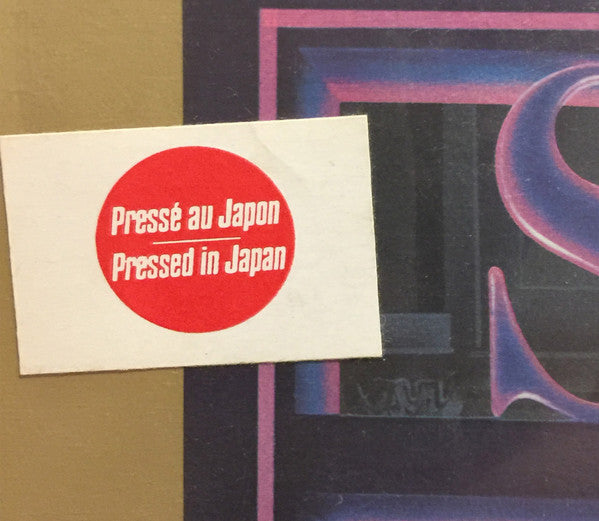 Pressé au Japon
Pressed in Japan
S